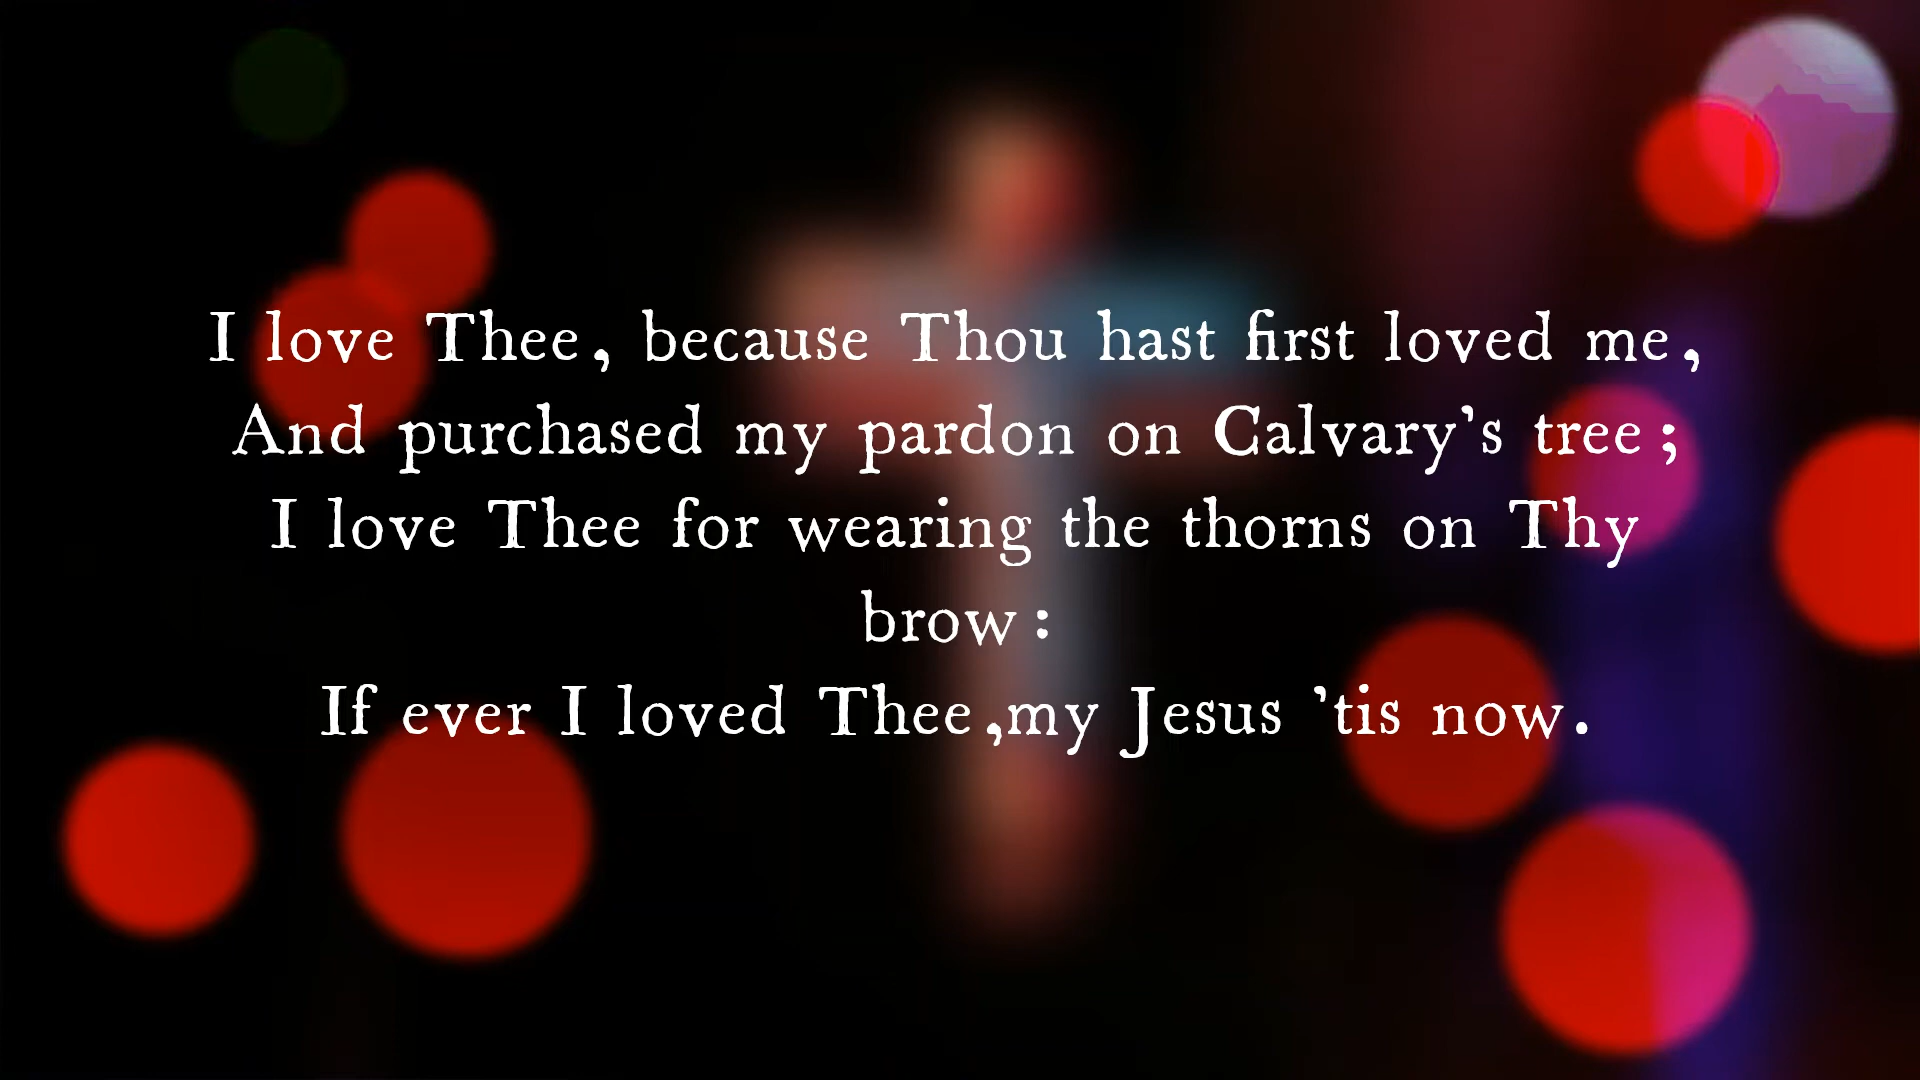 I love Thee, because Thou hast first loved me,
And purchased my pardon on Calvary's tree;
I love Thee for wearing the thorns on Thy
brow:
If ever I loved Thee,my Jesus 'tis now.